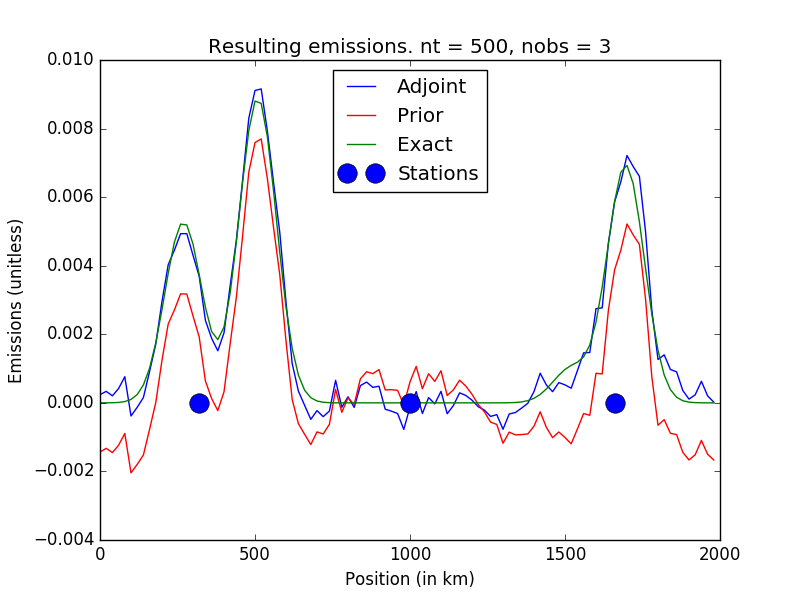 Resulting emissions. nt = 500, nobs = 3
Adjoint
Prior
Exact
Stations
Emissions (unitless)
0.010
0.008
0.006
0.004
0.002
0.000
−0.002
−0.004
0 500 1000 1500 2000
Position (in km)